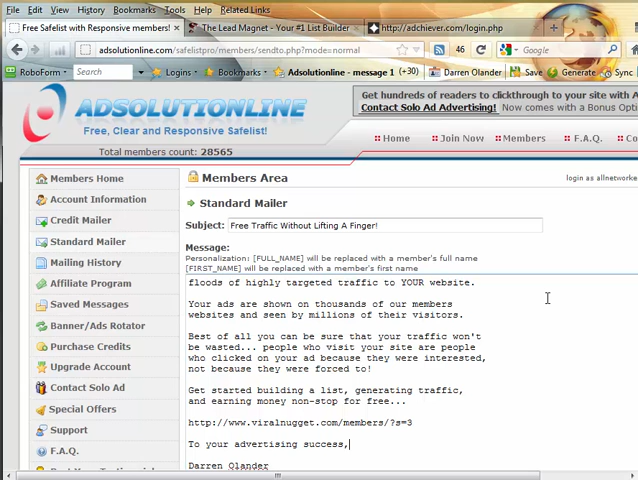 File Edit View History Bookmarks Tools Help Related Links
Free Safelist with Responsive members! × The Lead Magnet - Your #1 List Builder × http://adchiever.com/login.php
adsolutionline.com/safelistpro/members/sendto.php?mode=normal 46 Google
RoboForm Search Logins Adsolutionline - message 1 (+30) Darren Olander Save Generate Sync
ADSOLUTIONLINE
Free, Clear and Responsive Safelist!
Get hundreds of readers to clickthrough to your site with A
Contact Solo Ad Advertising! Now comes with a Bonus Opti
Total members count: 28565
Home Join Now Members F.A.Q. Co
Members Home
Account Information
Credit Mailer
Standard Mailer
Mailing History
Affiliate Program
Saved Messages
Banner/Ads Rotator
Purchase Credits
Upgrade Account
Contact Solo Ad
Special Offers
Support
F.A.Q.
Members Area login as allnetworke
Standard Mailer
Subject: Free Traffic Without Lifting A Finger!
Message:
Personalization: [FULL_NAME] will be replaced with a member's full name
[FIRST_NAME] will be replaced with a member's first name
floods of highly targeted traffic to YOUR website.
Your ads are shown on thousands of our members
websites and seen by millions of their visitors.
Best of all you can be sure that your traffic won't
be wasted... people who visit your site are people
who clicked on your ad because they were interested,
not because they were forced to!
Get started building a list, generating traffic,
and earning money non-stop for free...
http://www.viralnugget.com/members/?s=3
To your advertising success,
Darren Olander